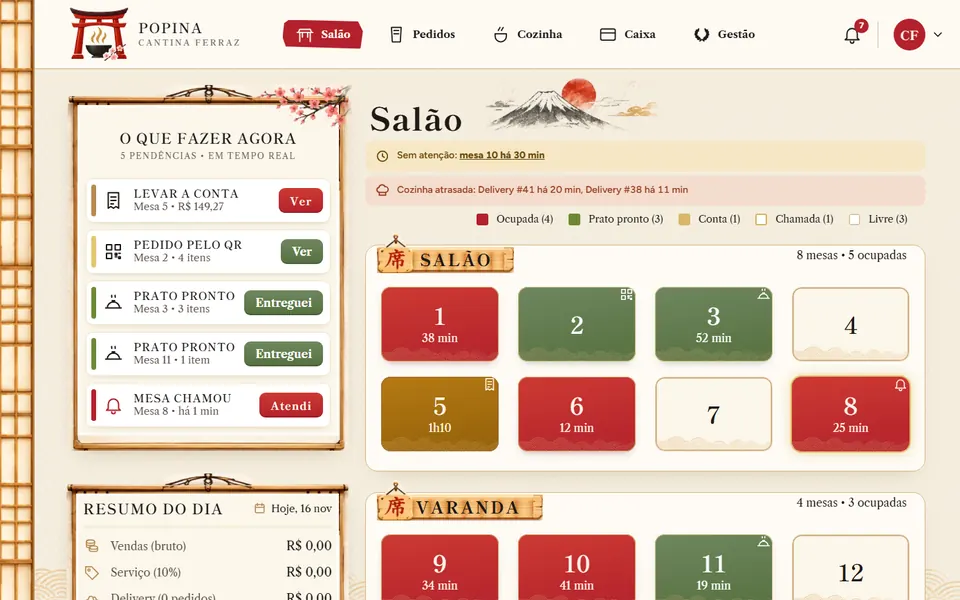 POPINA
CANTINA FERRAZ
Salão
Pedidos
Cozinha
Caixa
Gestão
7
CF
O QUE FAZER AGORA
5 PENDÊNCIAS • EM TEMPO REAL
LEVAR A CONTA
Mesa 5 • R$ 149,27
Ver
PEDIDO PELO QR
Mesa 2 • 4 itens
Ver
PRATO PRONTO
Mesa 3 • 3 itens
Entreguei
PRATO PRONTO
Mesa 11 • 1 item
Entreguei
MESA CHAMOU
Mesa 8 • há 1 min
Atendi
RESUMO DO DIA
Hoje, 16 nov
Vendas (bruto)
R$ 0,00
Serviço (10%)
R$ 0,00
Delivery (0 pedidos)
R$ 0,00
Salão
Sem atenção: mesa 10 há 30 min
Cozinha atrasada: Delivery #41 há 20 min, Delivery #38 há 11 min
Ocupada (4)
Prato pronto (3)
Conta (1)
Chamada (1)
Livre (3)
席 SALÃO
8 mesas • 5 ocupadas
1
38 min
2
3
52 min
4
5
1h10
6
12 min
7
8
25 min
席 VARANDA
4 mesas • 3 ocupadas
9
34 min
10
41 min
11
19 min
12